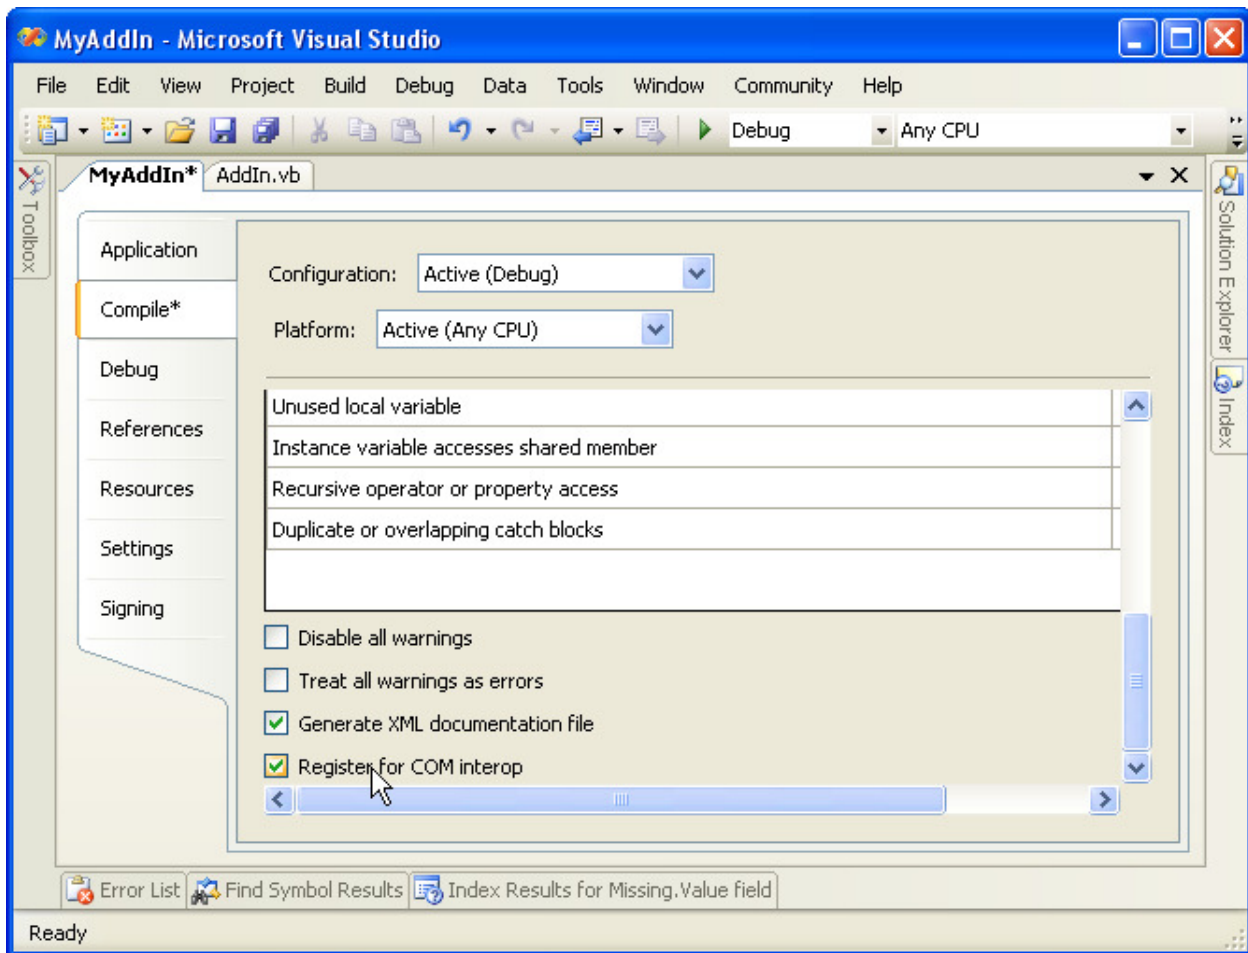 MyAddIn - Microsoft Visual Studio
File Edit View Project Build Debug Data Tools Window Community Help
Debug Any CPU
MyAddIn* AddIn.vb
Toolbox
Solution Explorer
Index
Application
Compile*
Debug
References
Resources
Settings
Signing
Configuration: Active (Debug)
Platform: Active (Any CPU)
Unused local variable
Instance variable accesses shared member
Recursive operator or property access
Duplicate or overlapping catch blocks
Disable all warnings
Treat all warnings as errors
Generate XML documentation file
Register for COM interop
Error List Find Symbol Results Index Results for Missing.Value field
Ready